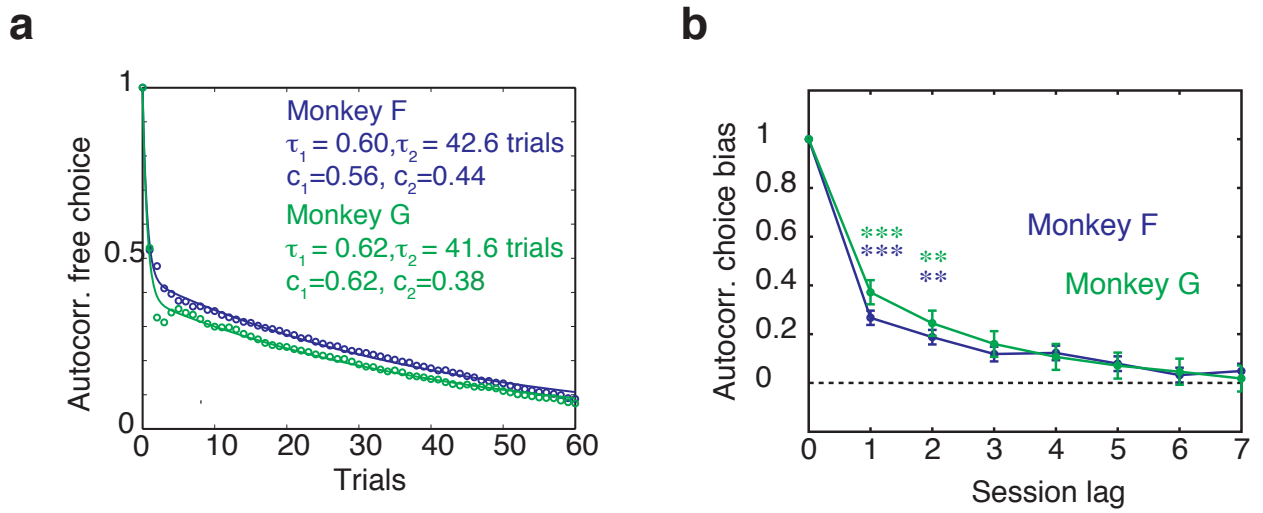 a
Autocorr. free choice
1
0.5
0
Monkey F
τ1 = 0.60,τ2 = 42.6 trials
c1=0.56, c2=0.44
Monkey G
τ1 = 0.62,τ2 = 41.6 trials
c1=0.62, c2=0.38
0 10 20 30 40 50 60
Trials
b
Autocorr. choice bias
1
0.8
0.6
0.4
0.2
0
*** **
*** **
Monkey F
Monkey G
0 1 2 3 4 5 6 7
Session lag